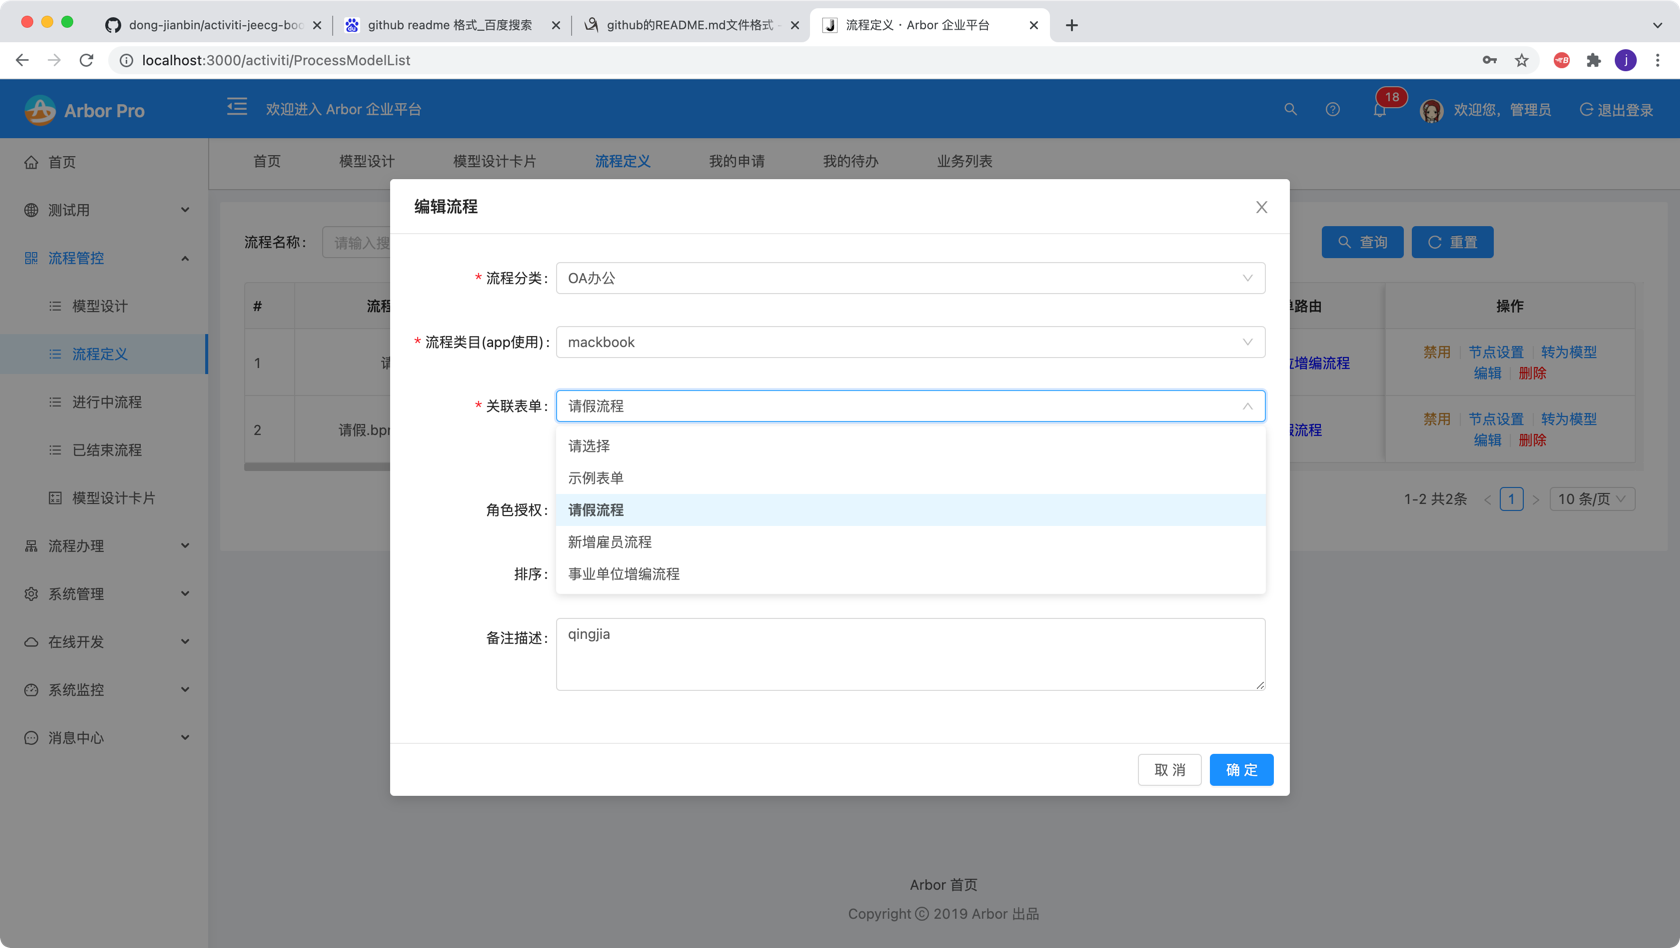 dong-jianbin/activiti-jeecg-boo
github readme 格式_百度搜索
github的README.md文件格式 -
流程定义 · Arbor 企业平台
localhost:3000/activiti/ProcessModelList
j
Arbor Pro
欢迎进入 Arbor 企业平台
18
欢迎您，管理员
退出登录
首页
测试用
流程管控
模型设计
流程定义
进行中流程
已结束流程
模型设计卡片
流程办理
系统管理
在线开发
系统监控
消息中心
首页
模型设计
模型设计卡片
流程定义
我的申请
我的待办
业务列表
流程名称：
请输入搜
查询
重置
#
流程
单路由
操作
1
请
位增编流程
禁用 节点设置 转为模型
编辑 删除
2
请假.bpn
假流程
禁用 节点设置 转为模型
编辑 删除
1-2 共2条
1
10 条/页
编辑流程
* 流程分类：
OA办公
* 流程类目(app使用)：
mackbook
* 关联表单：
请假流程
请选择
示例表单
请假流程
新增雇员流程
事业单位增编流程
角色授权：
排序：
备注描述：
qingjia
取 消
确 定
Arbor 首页
Copyright © 2019 Arbor 出品